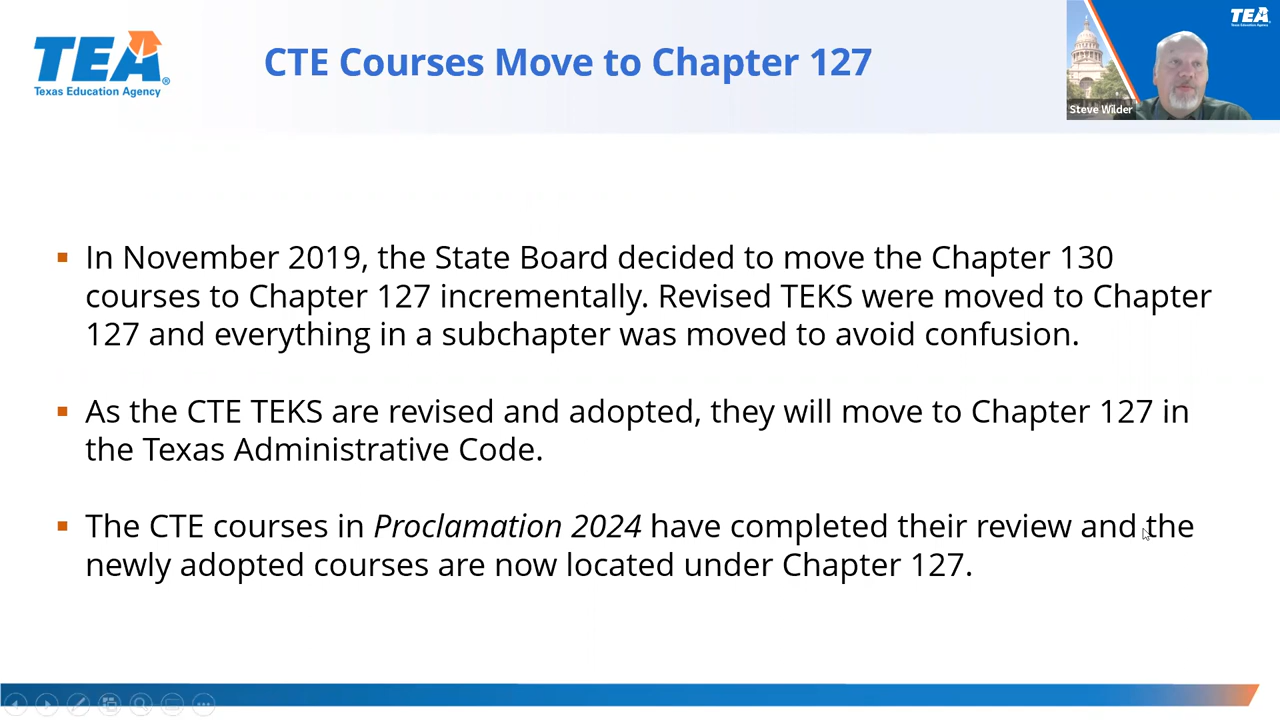 TEA
Texas Education Agency
CTE Courses Move to Chapter 127
TEA
Texas Education Agency
Steve Wilder
In November 2019, the State Board decided to move the Chapter 130
courses to Chapter 127 incrementally. Revised TEKS were moved to Chapter
127 and everything in a subchapter was moved to avoid confusion.
As the CTE TEKS are revised and adopted, they will move to Chapter 127 in
the Texas Administrative Code.
The CTE courses in Proclamation 2024 have completed their review and the
newly adopted courses are now located under Chapter 127.